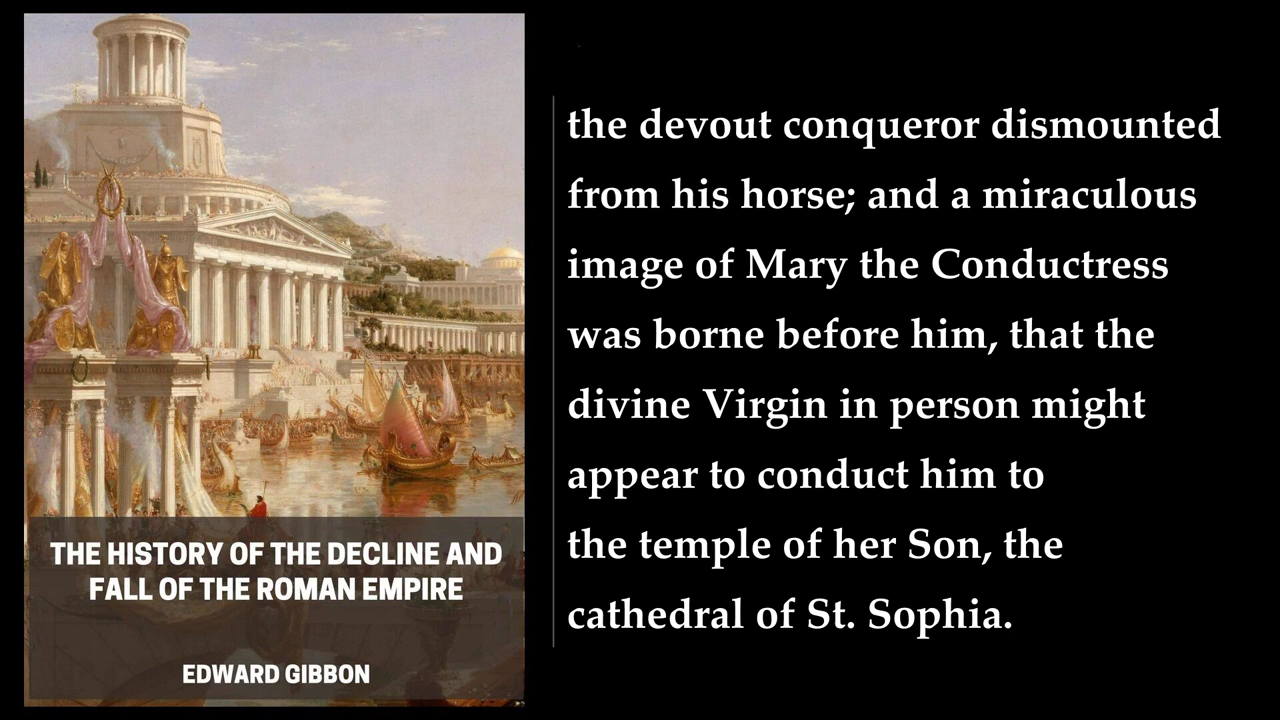 THE HISTORY OF THE DECLINE AND
FALL OF THE ROMAN EMPIRE
EDWARD GIBBON
the devout conqueror dismounted
from his horse; and a miraculous
image of Mary the Conductress
was borne before him, that the
divine Virgin in person might
appear to conduct him to
the temple of her Son, the
cathedral of St. Sophia.